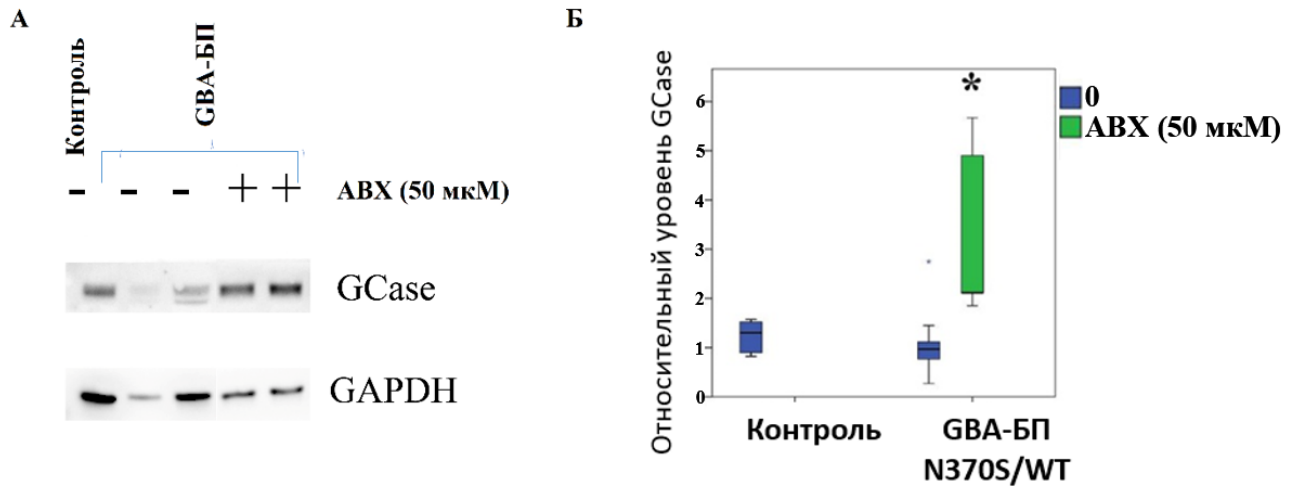 А
Контроль
GBA-БП
- - - + + ABX (50 мкМ)
GCase
GAPDH
Б
Относительный уровень GCase
6
5
4
3
2
1
0
*
0
ABX (50 мкМ)
Контроль
GBA-БП
N370S/WT